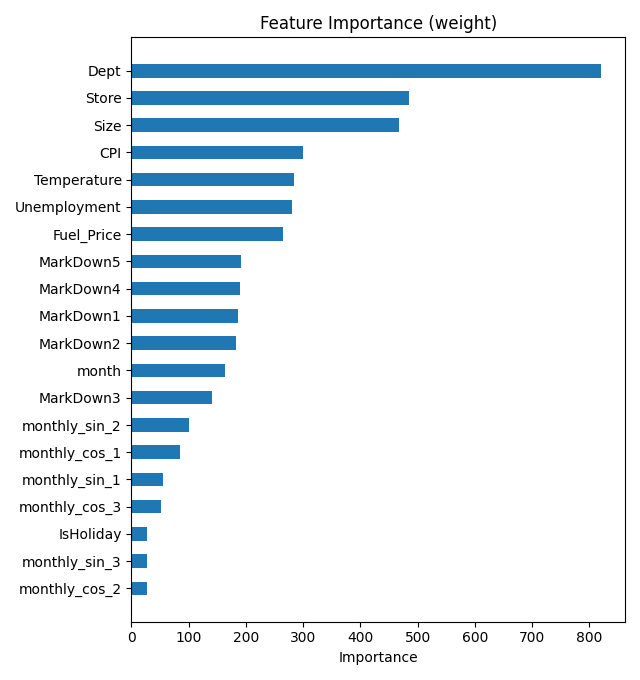 Feature Importance (weight)
Dept
Store
Size
CPI
Temperature
Unemployment
Fuel_Price
MarkDown5
MarkDown4
MarkDown1
MarkDown2
month
MarkDown3
monthly_sin_2
monthly_cos_1
monthly_sin_1
monthly_cos_3
IsHoliday
monthly_sin_3
monthly_cos_2
0 100 200 300 400 500 600 700 800
Importance